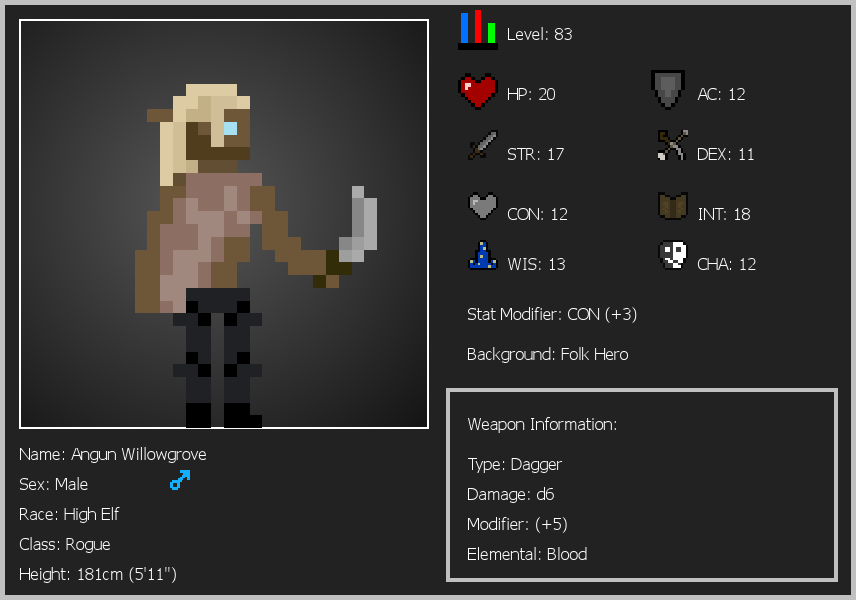 Level: 83
HP: 20
AC: 12
STR: 17
DEX: 11
CON: 12
INT: 18
WIS: 13
CHA: 12
Stat Modifier: CON (+3)
Background: Folk Hero
Weapon Information:
Type: Dagger
Damage: d6
Modifier: (+5)
Elemental: Blood
Name: Angun Willowgrove
Sex: Male
Race: High Elf
Class: Rogue
Height: 181cm (5'11")